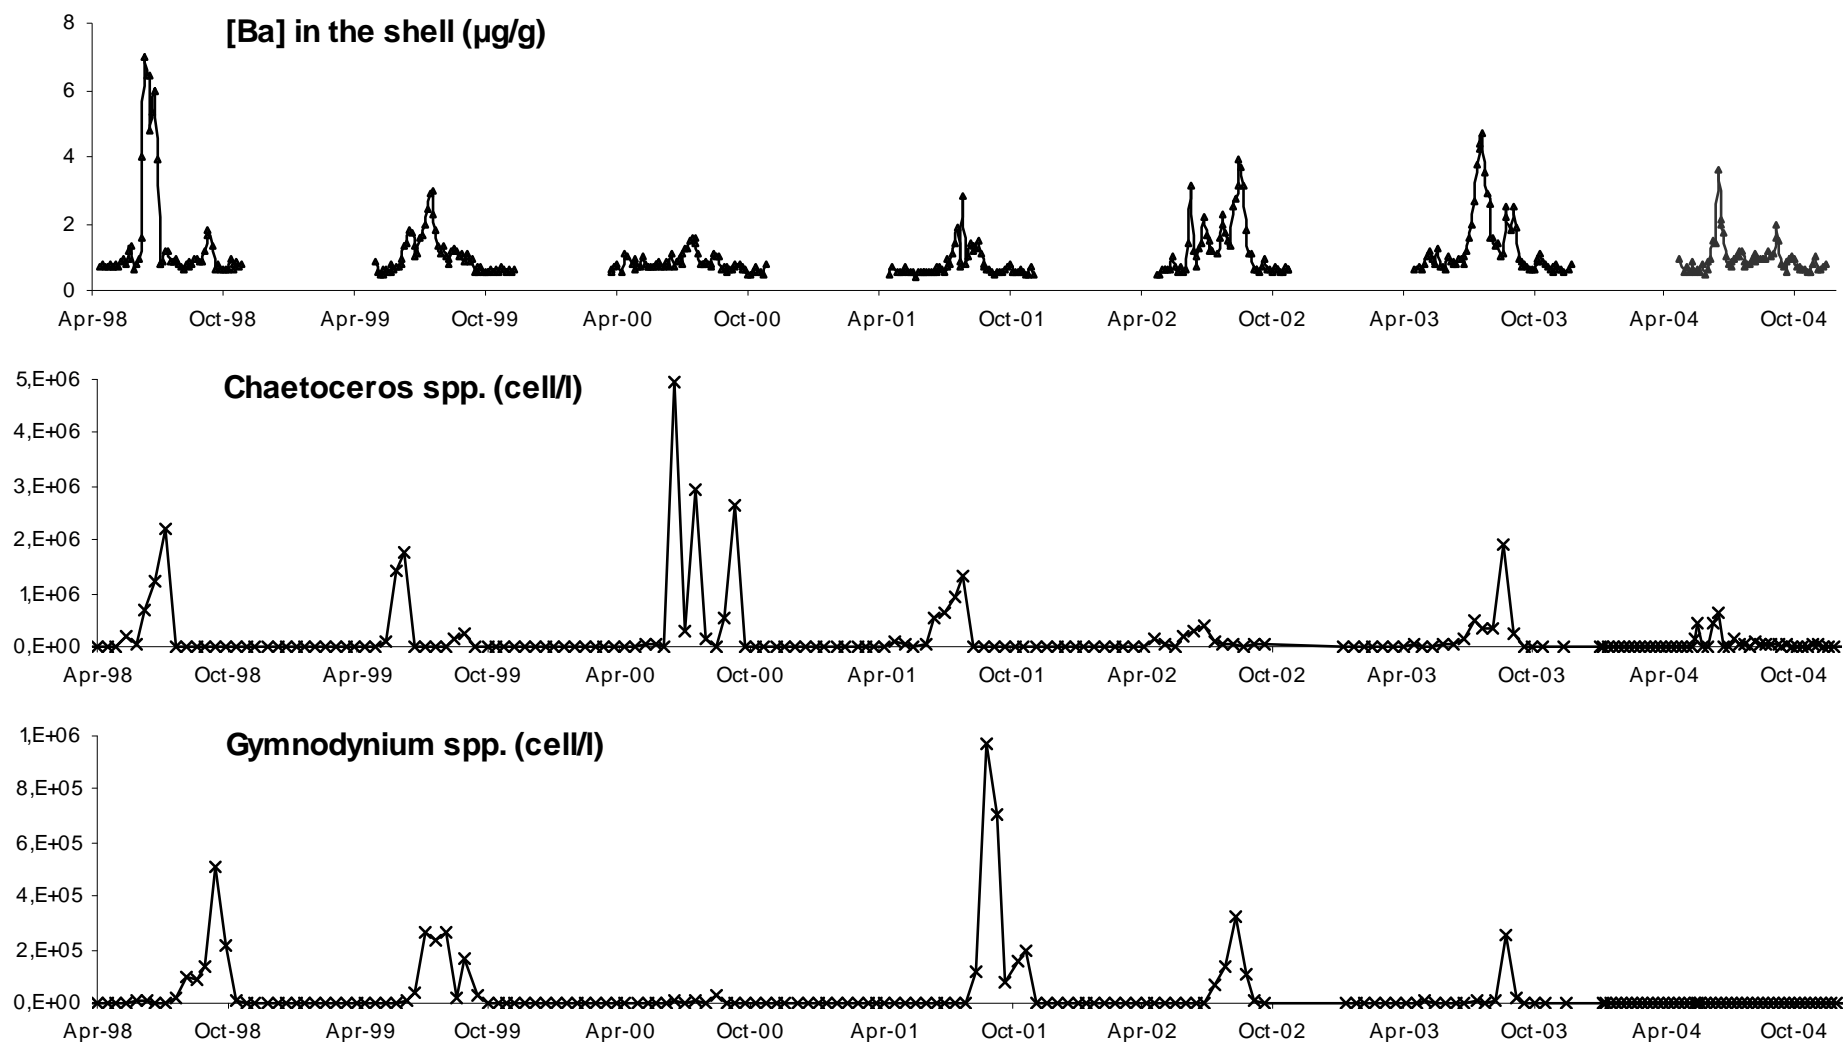 [Ba] in the shell (µg/g)
8
6
4
2
0
Apr-98 Oct-98 Apr-99 Oct-99 Apr-00 Oct-00 Apr-01 Oct-01 Apr-02 Oct-02 Apr-03 Oct-03 Apr-04 Oct-04
Chaetoceros spp. (cell/l)
5,E+06
4,E+06
3,E+06
2,E+06
1,E+06
0,E+00
Apr-98 Oct-98 Apr-99 Oct-99 Apr-00 Oct-00 Apr-01 Oct-01 Apr-02 Oct-02 Apr-03 Oct-03 Apr-04 Oct-04
Gymnodynium spp. (cell/l)
1,E+06
8,E+05
6,E+05
4,E+05
2,E+05
0,E+00
Apr-98 Oct-98 Apr-99 Oct-99 Apr-00 Oct-00 Apr-01 Oct-01 Apr-02 Oct-02 Apr-03 Oct-03 Apr-04 Oct-04